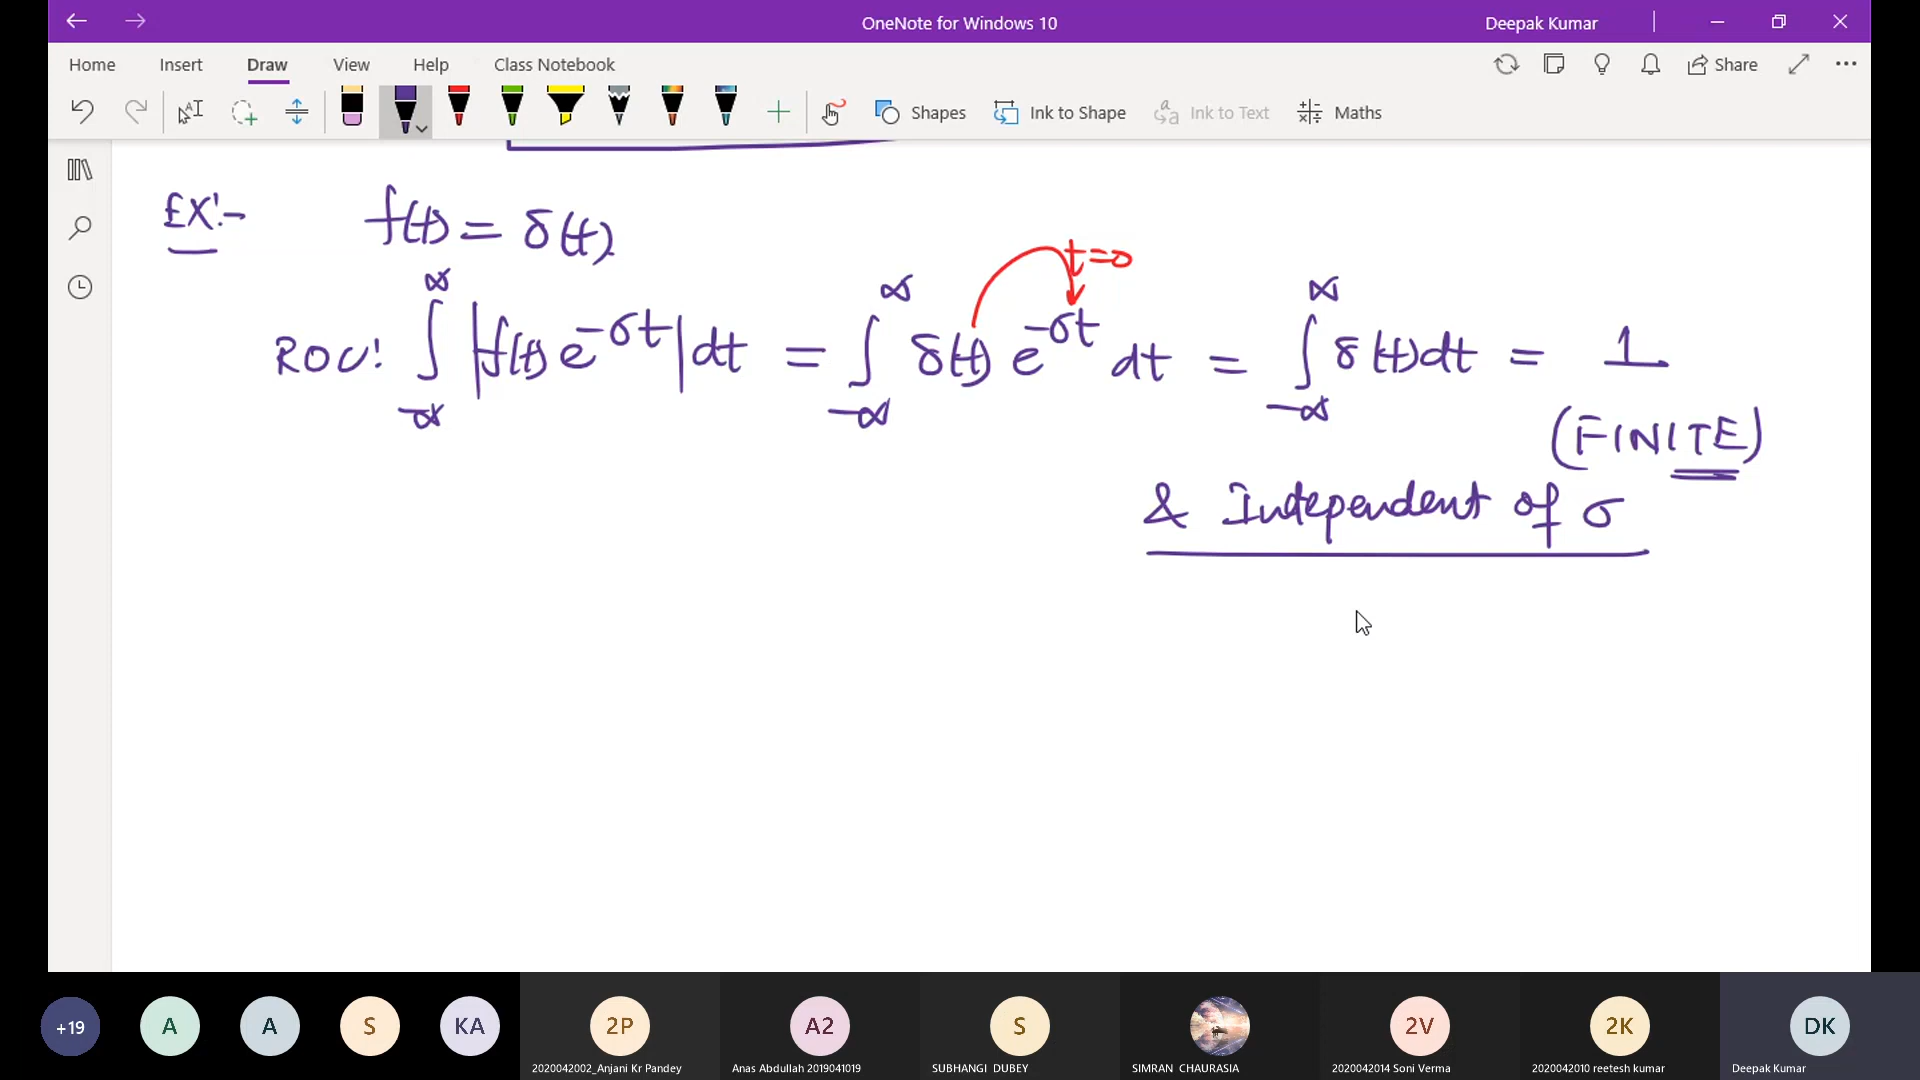 OneNote for Windows 10
Deepak Kumar
Home Insert Draw View Help Class Notebook
Share
Shapes Ink to Shape Ink to Text Maths
EX:- f(t) = δ(t)
t=0
ROC: ∫_{-∞}^{∞} |f(t) e^{-σt}| dt = ∫_{-∞}^{∞} δ(t) e^{-σt} dt = ∫_{-∞}^{∞} δ(t) dt = 1
(FINITE)
& Independent of σ
+19 A A S KA 2P A2 S 2V 2K DK
2020042002_Anjani Kr Pandey Anas Abdullah 2019041019 SUBHANGI DUBEY SIMRAN CHAURASIA 2020042014 Soni Verma 2020042010 reetesh kumar Deepak Kumar